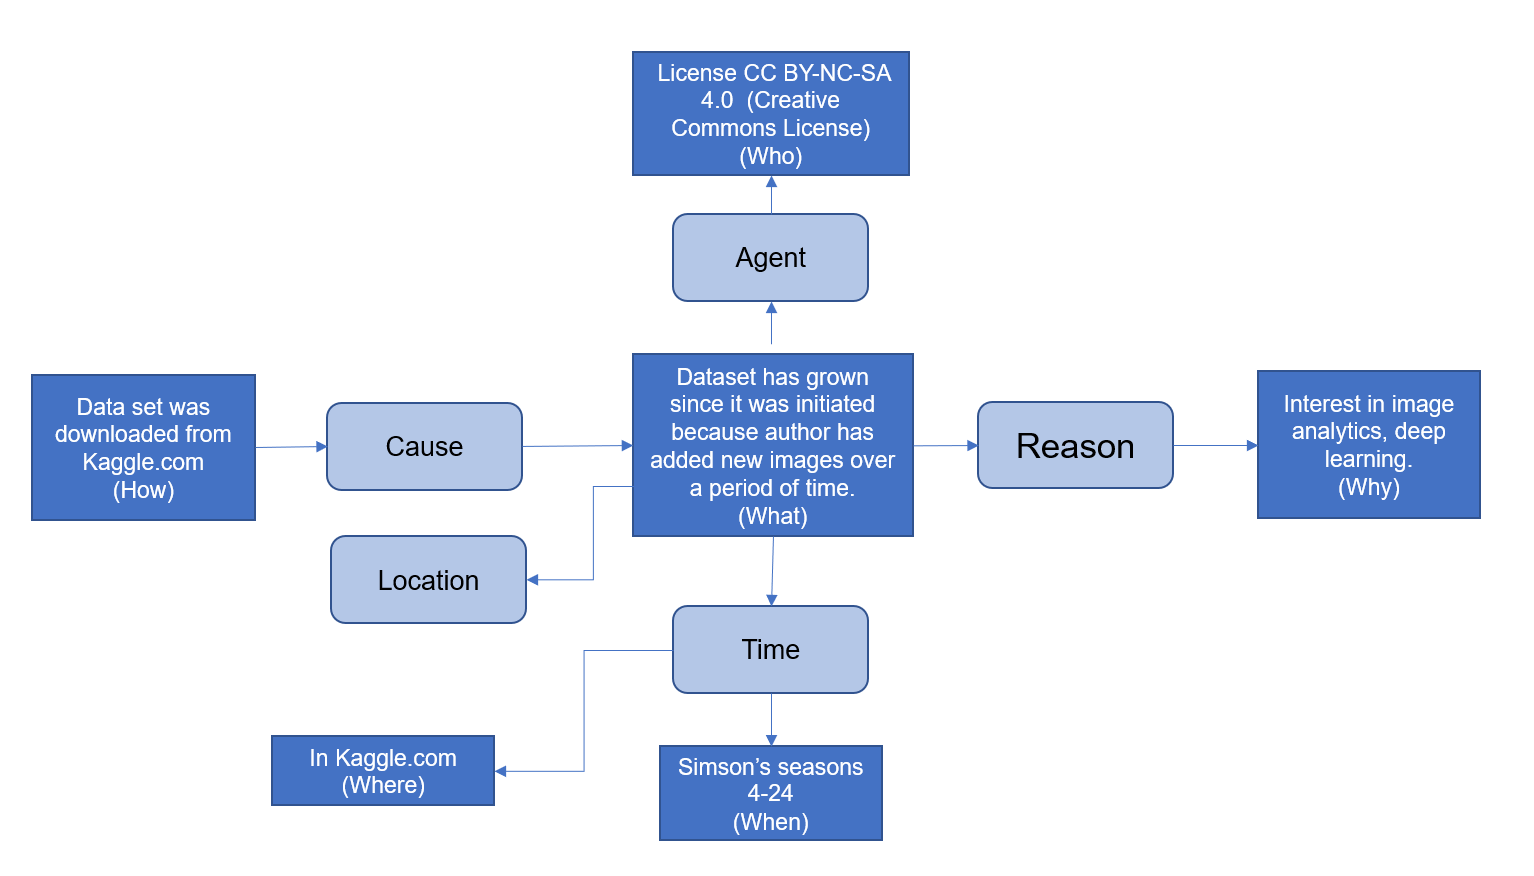 License CC BY-NC-SA
4.0 (Creative
Commons License)
(Who)
Agent
Data set was
downloaded from
Kaggle.com
(How)
Cause
Dataset has grown
since it was initiated
because author has
added new images over
a period of time.
(What)
Reason
Interest in image
analytics, deep
learning.
(Why)
Location
Time
In Kaggle.com
(Where)
Simson’s seasons
4-24
(When)